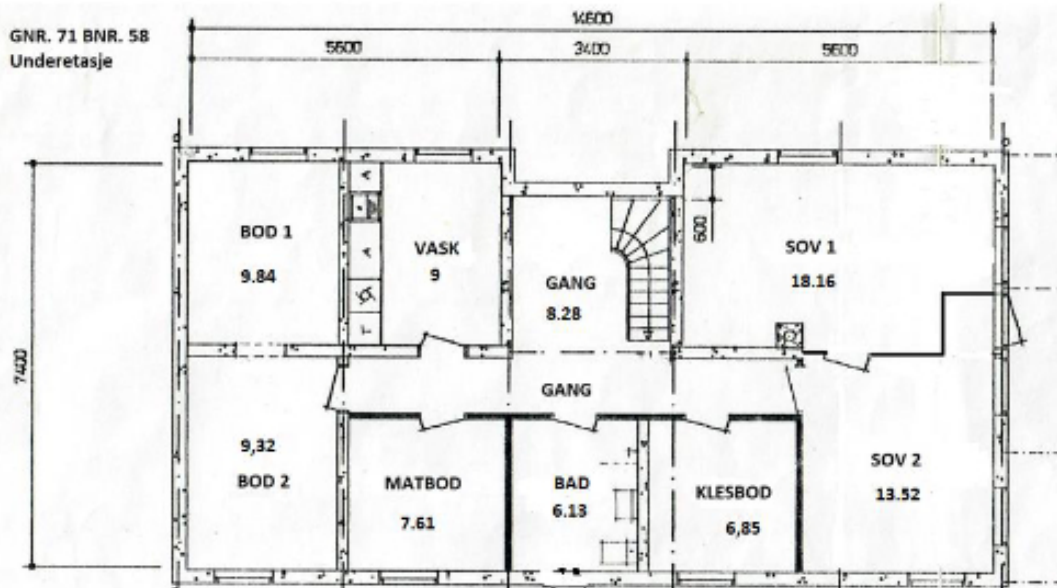 GNR. 71 BNR. 58
Underetasje
14600
5600 3400 5600
7400
BOD 1
9.84
A
A
T
VASK
9
GANG
8.28
600
SOV 1
18.16
GANG
9,32
BOD 2
MATBOD
7.61
BAD
6.13
KLESBOD
6,85
SOV 2
13.52